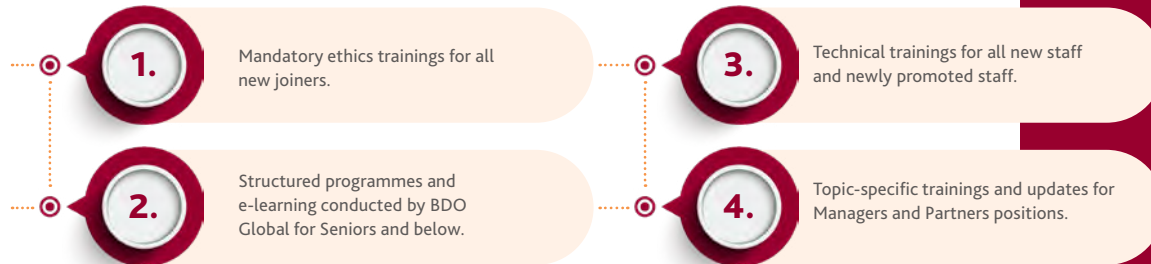 1.
Mandatory ethics trainings for all
new joiners.
2.
Structured programmes and
e-learning conducted by BDO
Global for Seniors and below.
3.
Technical trainings for all new staff
and newly promoted staff.
4.
Topic-specific trainings and updates for
Managers and Partners positions.